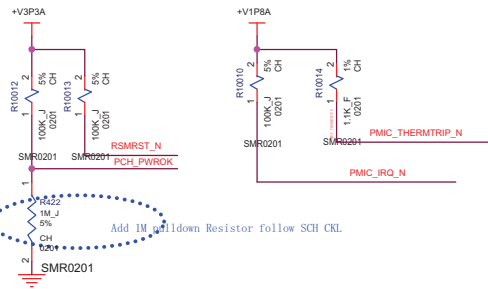 +V3P3A
+V1P8A
2
5%
CH
R10012
1
100K_J
0201
SMR0201
2
5%
CH
R10013
1
100K_J
0201
SMR0201
RSMRST_N
PCH_PWROK
2
5%
CH
R10010
1
100K_J
0201
SMR0201
2
1%
CH
R10014
1
1.1K_F
0201
SMR0201
PMIC_THERMTRIP_N
PMIC_IRQ_N
1
R422
1M_J
5%
CH
0201
2
SMR0201
Add 1M pulldown Resistor follow SCH CKL